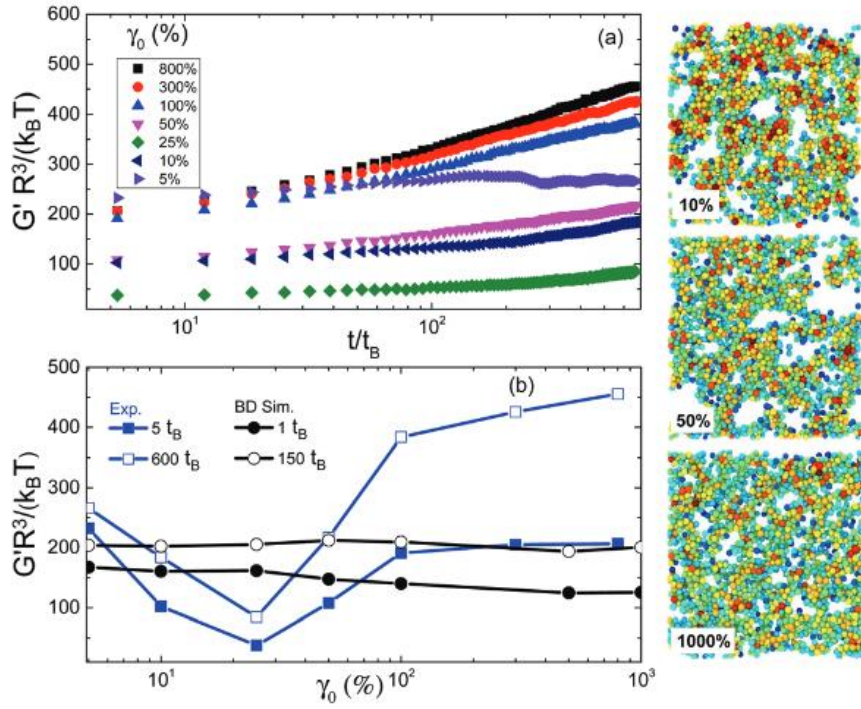 600
500
400
300
200
100
γ₀ (%)
800%
300%
100%
50%
25%
10%
5%
(a)
G' R³/(k_BT)
10¹
10²
t/t_B
500
400
300
200
100
(b)
Exp.
BD Sim.
5 t_B
1 t_B
600 t_B
150 t_B
G'R³/(k_BT)
10¹
10²
10³
γ₀ (%)
10%
50%
1000%